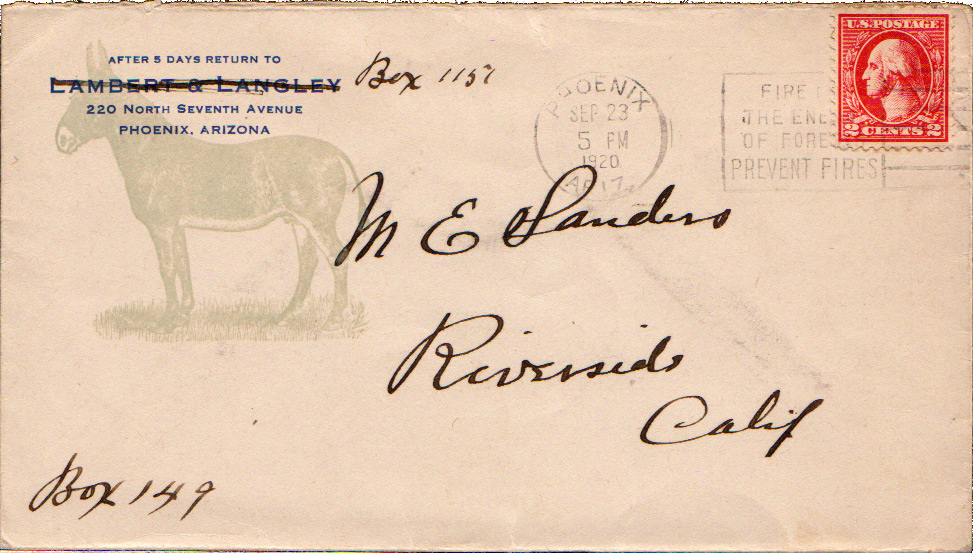 AFTER 5 DAYS RETURN TO
LAMBERT & LANGLEY Box 1157
220 NORTH SEVENTH AVENUE
PHOENIX, ARIZONA
PHOENIX
SEP 23
5 PM
1920
ARIZ.
FIRE
THE ENE
OF FORE
PREVENT FIRES
U.S. POSTAGE
2 CENTS 2
M E Sanders
Riverside
Calif
Box 149